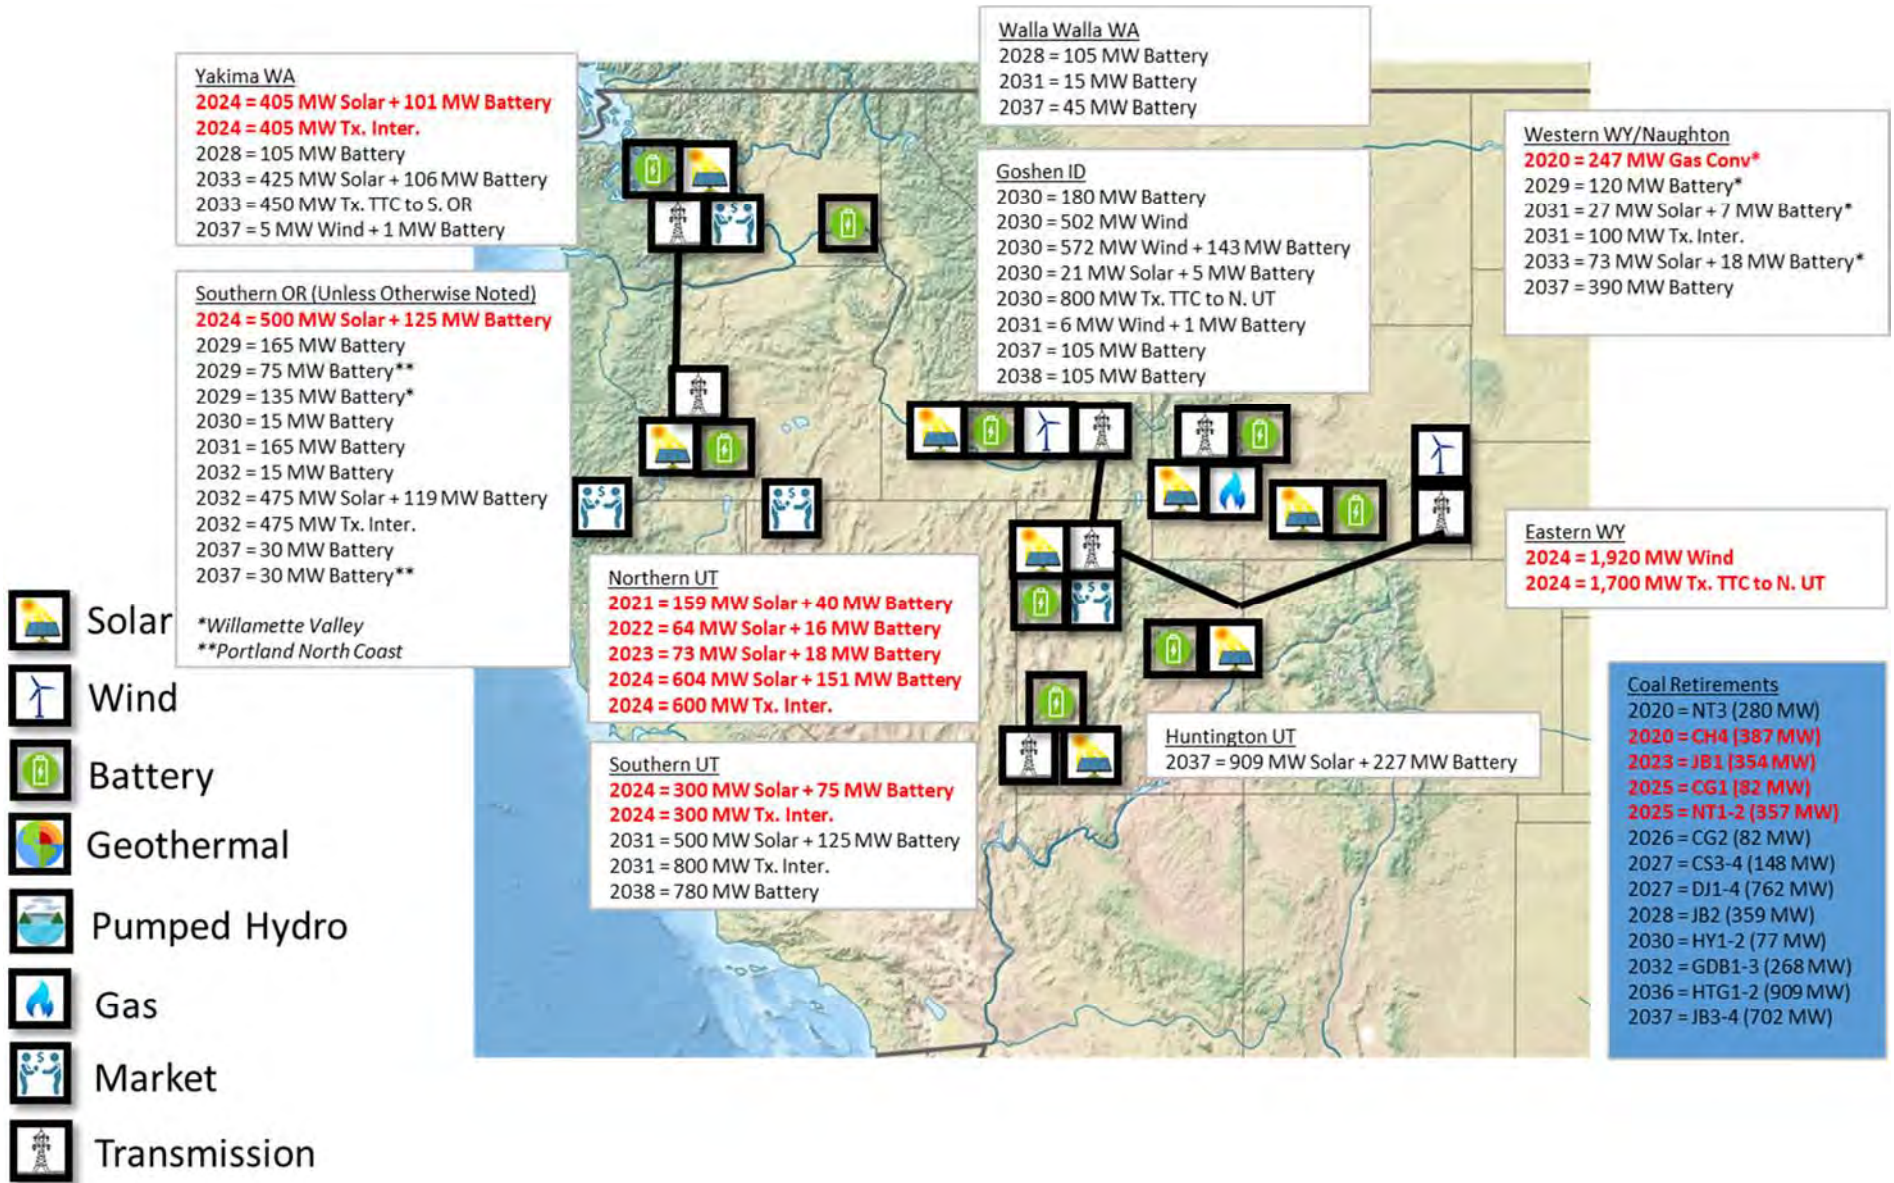 Yakima WA
2024 = 405 MW Solar + 101 MW Battery
2024 = 405 MW Tx. Inter.
2028 = 105 MW Battery
2033 = 425 MW Solar + 106 MW Battery
2033 = 450 MW Tx. TTC to S. OR
2037 = 5 MW Wind + 1 MW Battery
Walla Walla WA
2028 = 105 MW Battery
2031 = 15 MW Battery
2037 = 45 MW Battery
Goshen ID
2030 = 180 MW Battery
2030 = 502 MW Wind
2030 = 572 MW Wind + 143 MW Battery
2030 = 21 MW Solar + 5 MW Battery
2030 = 800 MW Tx. TTC to N. UT
2031 = 6 MW Wind + 1 MW Battery
2037 = 105 MW Battery
2038 = 105 MW Battery
Western WY/Naughton
2020 = 247 MW Gas Conv*
2029 = 120 MW Battery*
2031 = 27 MW Solar + 7 MW Battery*
2031 = 100 MW Tx. Inter.
2033 = 73 MW Solar + 18 MW Battery*
2037 = 390 MW Battery
Southern OR (Unless Otherwise Noted)
2024 = 500 MW Solar + 125 MW Battery
2029 = 165 MW Battery
2029 = 75 MW Battery**
2029 = 135 MW Battery*
2030 = 15 MW Battery
2031 = 165 MW Battery
2032 = 15 MW Battery
2032 = 475 MW Solar + 119 MW Battery
2032 = 475 MW Tx. Inter.
2037 = 30 MW Battery
2037 = 30 MW Battery**
*Willamette Valley
**Portland North Coast
Eastern WY
2024 = 1,920 MW Wind
2024 = 1,700 MW Tx. TTC to N. UT
Northern UT
2021 = 159 MW Solar + 40 MW Battery
2022 = 64 MW Solar + 16 MW Battery
2023 = 73 MW Solar + 18 MW Battery
2024 = 604 MW Solar + 151 MW Battery
2024 = 600 MW Tx. Inter.
Southern UT
2024 = 300 MW Solar + 75 MW Battery
2024 = 300 MW Tx. Inter.
2031 = 500 MW Solar + 125 MW Battery
2031 = 800 MW Tx. Inter.
2038 = 780 MW Battery
Huntington UT
2037 = 909 MW Solar + 227 MW Battery
Coal Retirements
2020 = NT3 (280 MW)
2020 = CH4 (387 MW)
2023 = JB1 (354 MW)
2025 = CG1 (82 MW)
2025 = NT1-2 (357 MW)
2026 = CG2 (82 MW)
2027 = CS3-4 (148 MW)
2027 = DJ1-4 (762 MW)
2028 = JB2 (359 MW)
2030 = HY1-2 (77 MW)
2032 = GDB1-3 (268 MW)
2036 = HTG1-2 (909 MW)
2037 = JB3-4 (702 MW)
Solar
Wind
Battery
Geothermal
Pumped Hydro
Gas
Market
Transmission